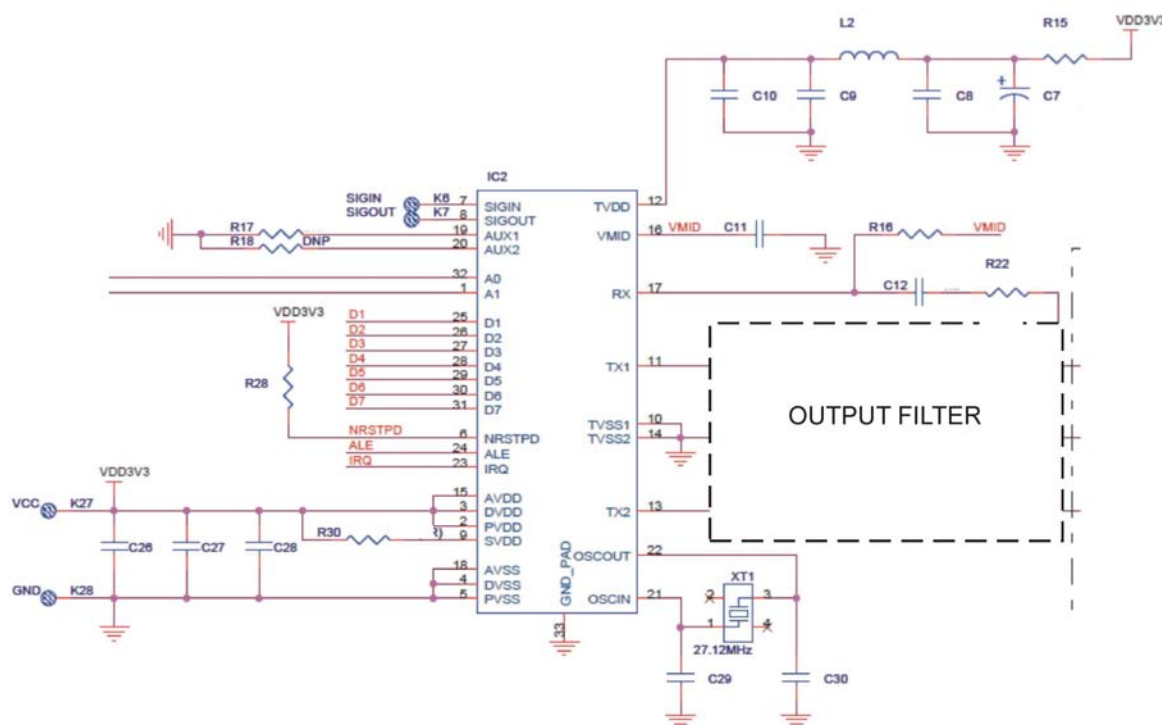 L2
R15
VDD3V3
C10
C9
C8
+
C7
IC2
SIGIN
K6
7
SIGIN
TVDD
12
SIGOUT
K7
8
SIGOUT
R17
19
AUX1
VMID
16
VMID
C11
R16
VMID
R18
DNP
20
AUX2
32
A0
1
A1
RX
17
C12
R22
VDD3V3
D1
25
D1
D2
26
D2
D3
27
D3
D4
28
D4
D5
29
D5
D6
30
D6
D7
31
D7
TX1
11
R28
OUTPUT FILTER
TVSS1
10
TVSS2
14
NRSTPD
6
NRSTPD
ALE
24
ALE
IRQ
23
IRQ
VDD3V3
VCC
K27
15
AVDD
3
DVDD
2
PVDD
TX2
13
C26
C27
C28
R30
9
SVDD
OSCOUT
22
GND
K28
18
AVSS
4
DVSS
5
PVSS
GND_PAD
33
OSCIN
21
XT1
2
3
1
4
27.12MHz
C29
C30